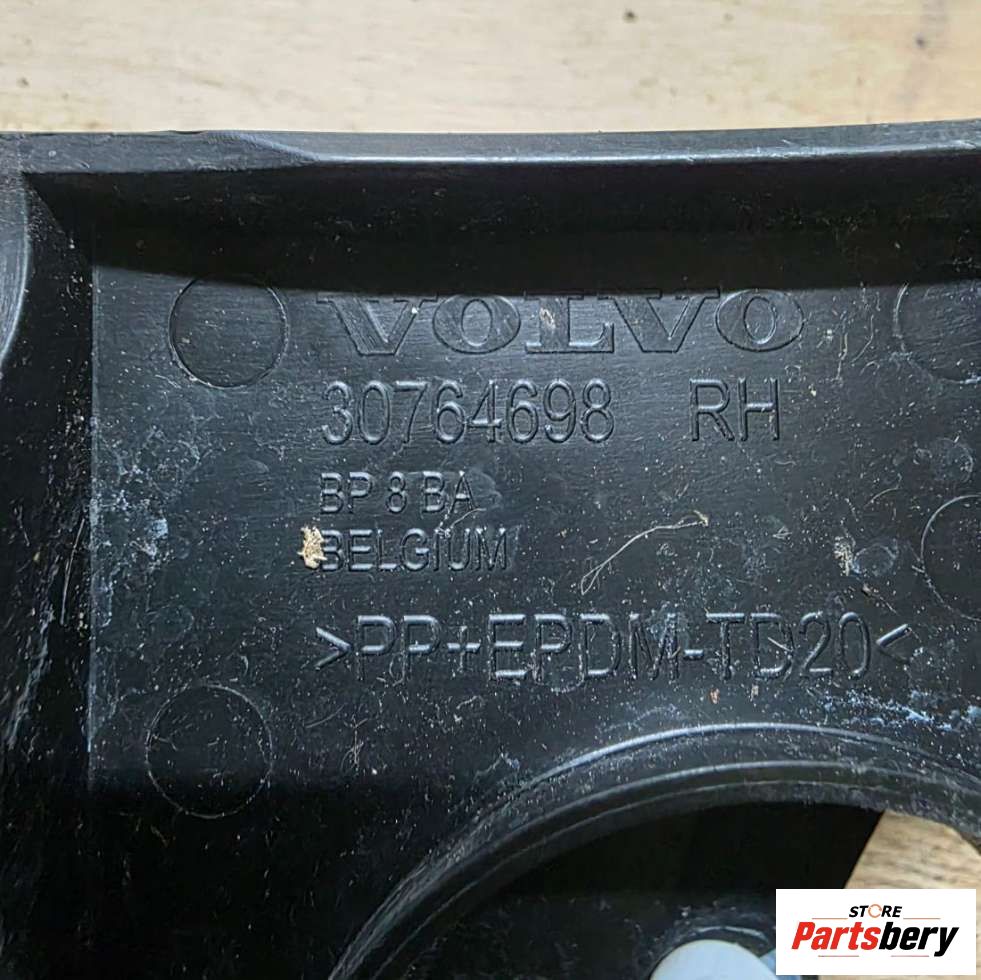 VOLVO
30764698 RH
BP 8 BA
BELGIUM
>PP+EPDM-TD20<
STORE
Partsbery